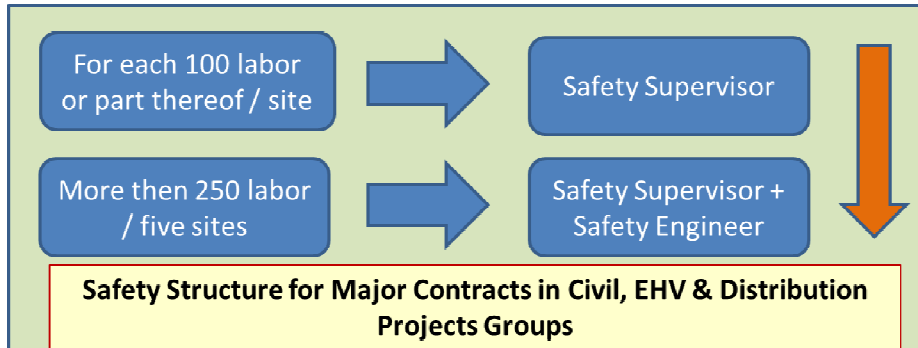 For each 100 labor
or part thereof / site
Safety Supervisor
More then 250 labor
/ five sites
Safety Supervisor +
Safety Engineer
Safety Structure for Major Contracts in Civil, EHV & Distribution
Projects Groups